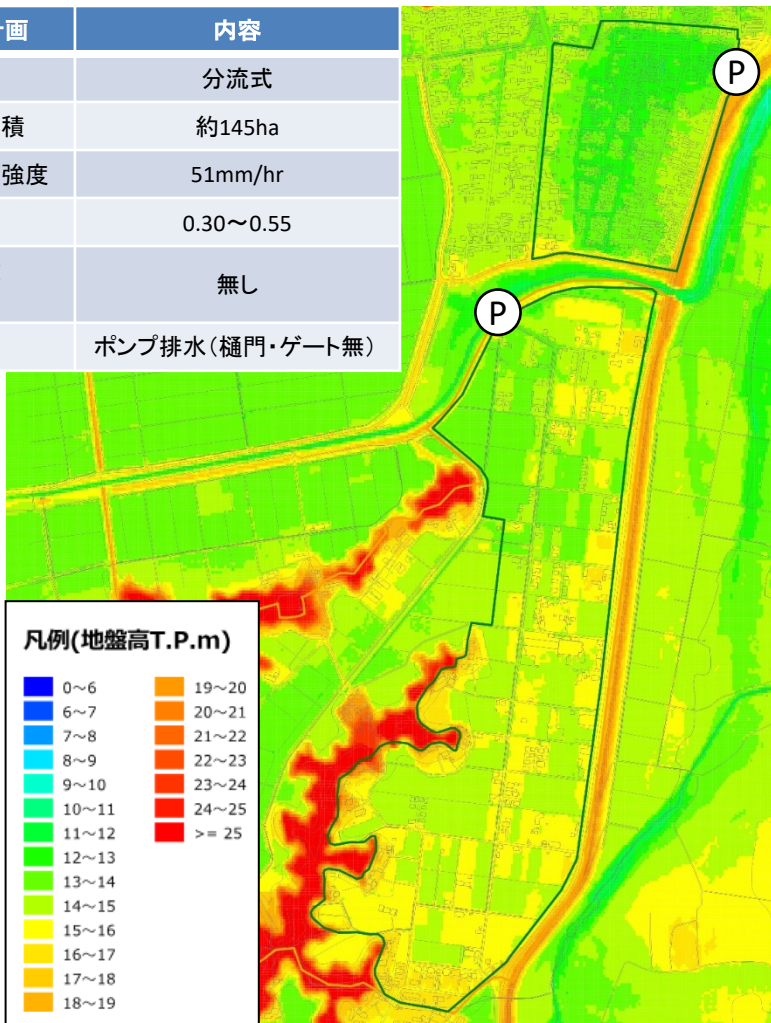 画 内容
分流式
積 約145ha
強度 51mm/hr
0.30～0.55
無し
ポンプ排水(樋門・ゲート無)
P
P
凡例(地盤高T.P.m)
0～6 19～20
6～7 20～21
7～8 21～22
8～9 22～23
9～10 23～24
10～11 24～25
11～12 >= 25
12～13
13～14
14～15
15～16
16～17
17～18
18～19